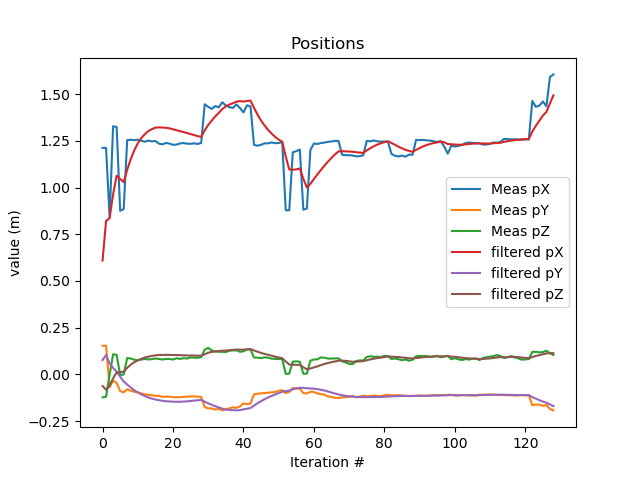 Positions
value (m)
1.50
1.25
1.00
0.75
0.50
0.25
0.00
−0.25
0 20 40 60 80 100 120
Iteration #
Meas pX
Meas pY
Meas pZ
filtered pX
filtered pY
filtered pZ